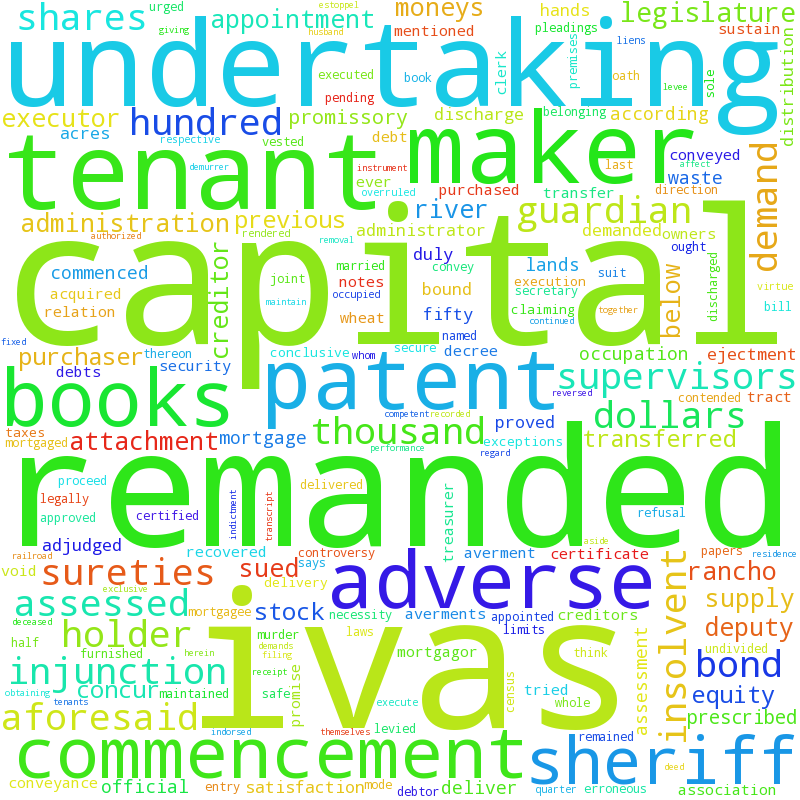 estoppel
urged
shares
appointment
moneys
hands
legislature
giving
husband
mentioned
pleadings
sustain
undertaking
executed
book
clerk
premises
liens
oath
sole
distribution
levee
pending
executor
hundred
promissory
discharge
belonging
according
acres
respective
vested
debt
overruled
tenant
maker
conveyed
demurrer
instrument
last
affect
waste
demand
ever
purchased
transfer
direction
administration
previous
river
guardian
authorized
rendered
removal
administrator
demanded
owners
capital
duly
ought
commenced
creditor
joint
married
convey
execution
lands
suit
discharged
virtue
acquired
maintain
occupied
notes
bound
secretary
claiming
continued
together
below
bill
relation
wheat
fifty
named
fixed
purchaser
thereon
conclusive
whom
secure
decree
occupation
ejectment
debts
security
reversed
books
patent
supervisors
tract
competent
recorded
dollars
contended
taxes
mortgaged
attachment
mortgage
thousand
proved
exceptions
transferred
performance
regard
remanded
proceed
delivered
legally
approved
certified
indictment
transcript
treasurer
refusal
adjudged
recovered
controversy
averment
certificate
aside
papers
residence
railroad
void
sureties
says
sued
adverse
insolvent
rancho
exclusive
delivery
assessed
mortgagee
stock
necessity
averments
appointed
creditors
supply
deceased
holder
limits
deputy
half
furnished
herein
murder
demands
filing
laws
ivas
mortgagor
think
assessment
undivided
injunction
concur
promise
tried
whole
census
bond
obtaining
maintained
receipt
safe
execute
equity
tenants
aforesaid
indorsed
themselves
levied
remained
prescribed
commencement
sheriff
conveyance
official
entry
satisfaction
mode
debtor
deliver
quarter
erroneous
deed
association